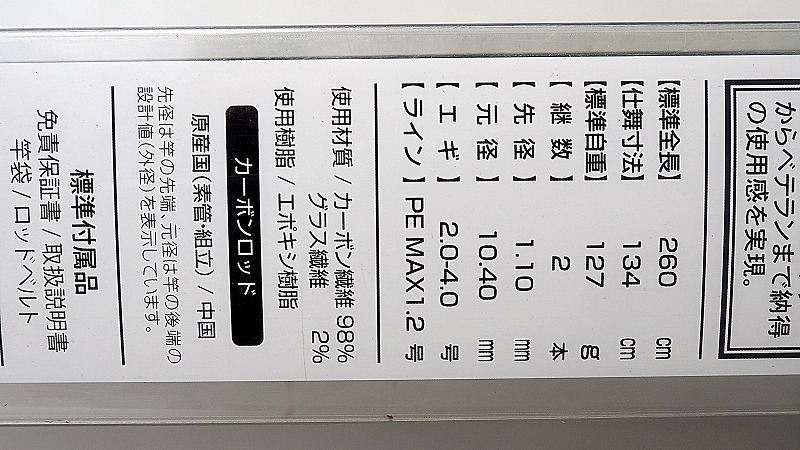 からベテランまで納得
の使用感を実現。
【標準全長】 260 cm
【仕舞寸法】 134 cm
【標準自重】 127 g
【継数】 2 本
【先径】 1.10 mm
【元径】 10.40 mm
【エギ】 2.0-4.0 号
【ライン】 PE MAX1.2 号
使用材質 / カーボン繊維 98%
グラス繊維 2%
使用樹脂 / エポキシ樹脂
カーボンロッド
原産国(素管・組立) / 中国
先径は竿の先端、元径は竿の後端の
設計値(外径)を表示しています。
標準付属品
免責保証書 / 取扱説明書
竿袋 / ロッドベルト